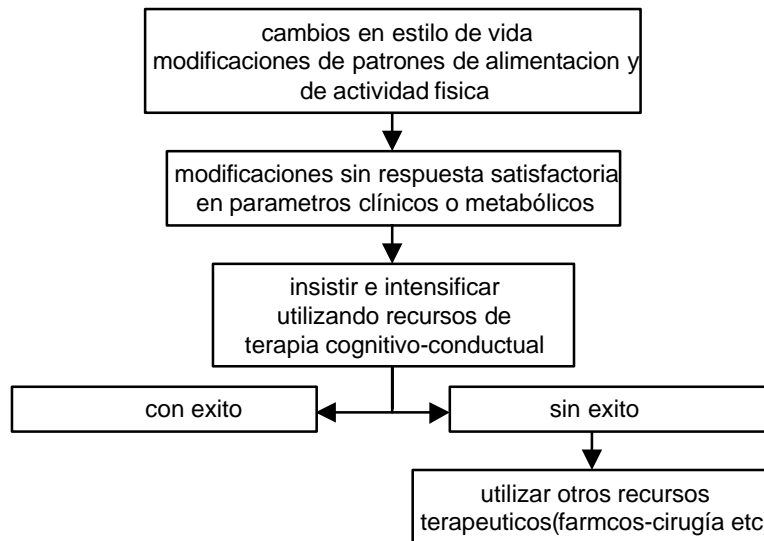 cambios en estilo de vida
modificaciones de patrones de alimentacion y
de actividad fisica
modificaciones sin respuesta satisfactoria
en parametros clínicos o metabólicos
insistir e intensificar
utilizando recursos de
terapia cognitivo-conductual
con exito
sin exito
utilizar otros recursos
terapeuticos(farmcos-cirugía etc